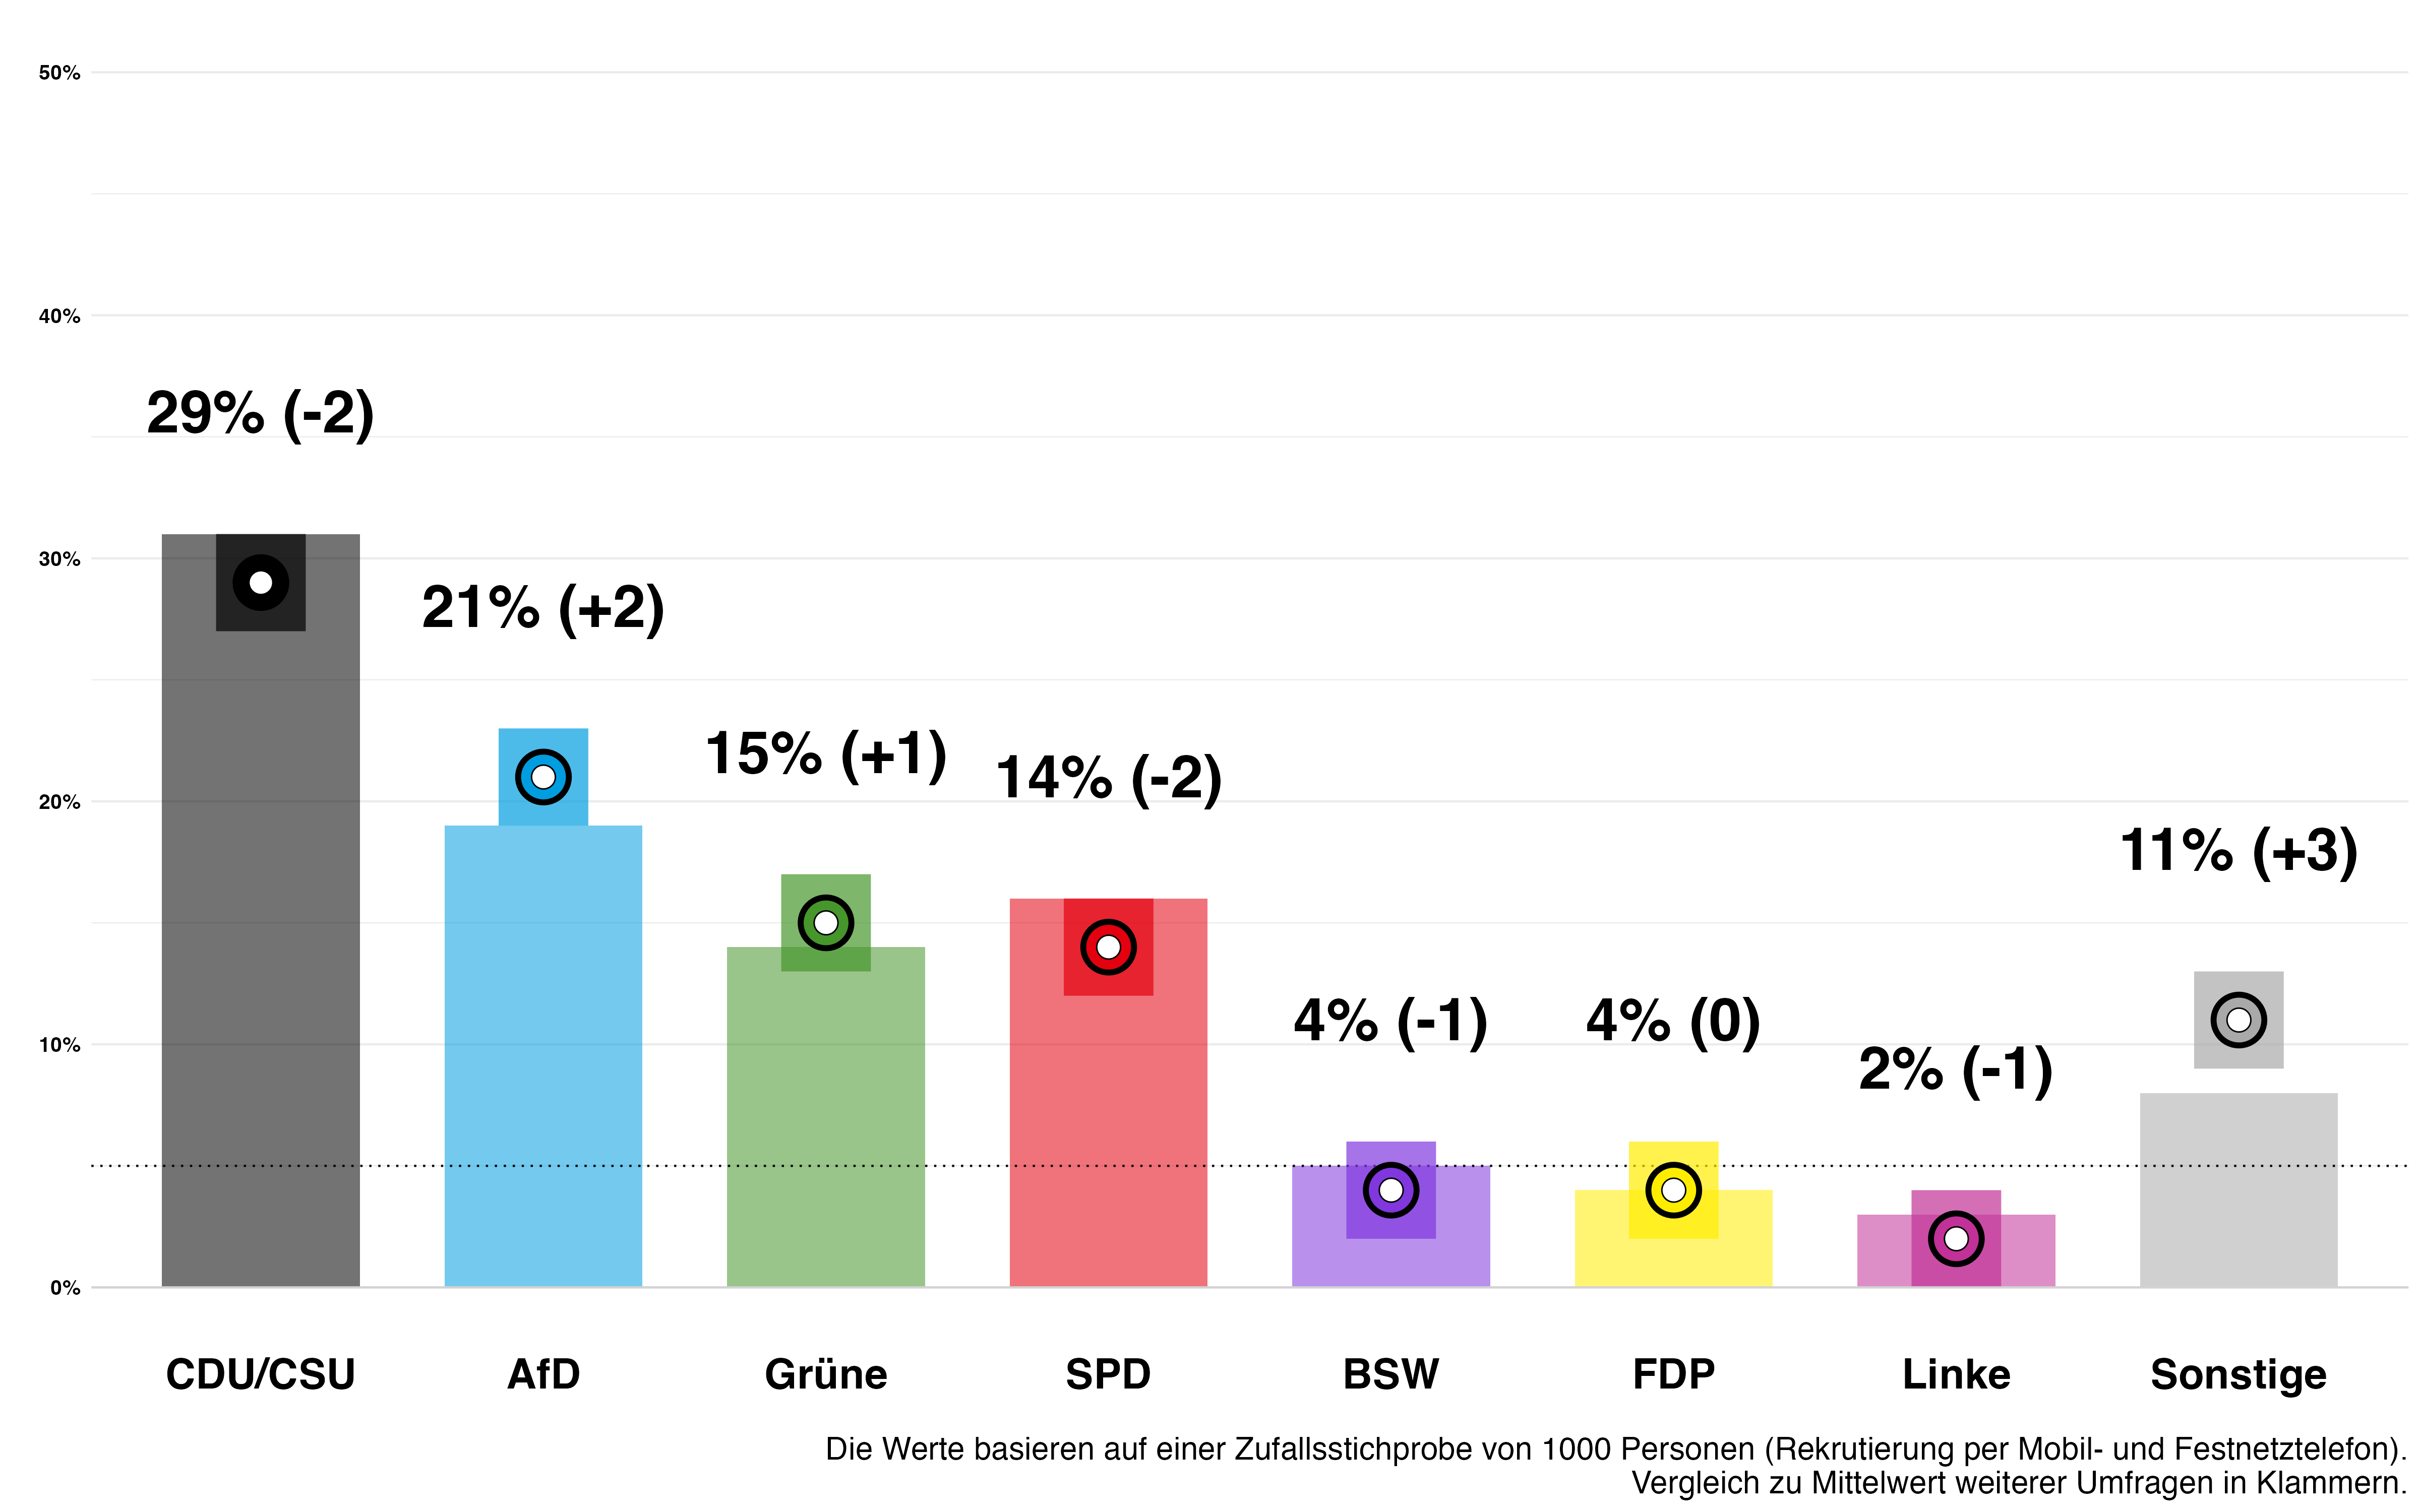 50%
40%
30%
20%
10%
0%
29% (-2)
21% (+2)
15% (+1)
14% (-2)
4% (-1)
4% (0)
2% (-1)
11% (+3)
CDU/CSU
AfD
Grüne
SPD
BSW
FDP
Linke
Sonstige
Die Werte basieren auf einer Zufallsstichprobe von 1000 Personen (Rekrutierung per Mobil- und Festnetztelefon).
Vergleich zu Mittelwert weiterer Umfragen in Klammern.